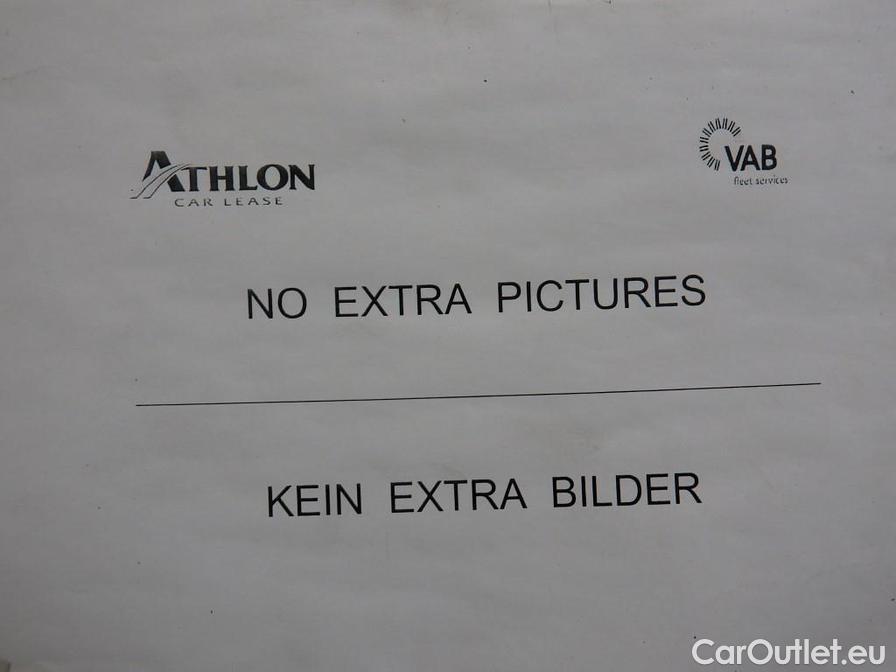 ATHLON
CAR LEASE
VAB
fleet services
NO EXTRA PICTURES
KEIN EXTRA BILDER
CarOutlet.eu